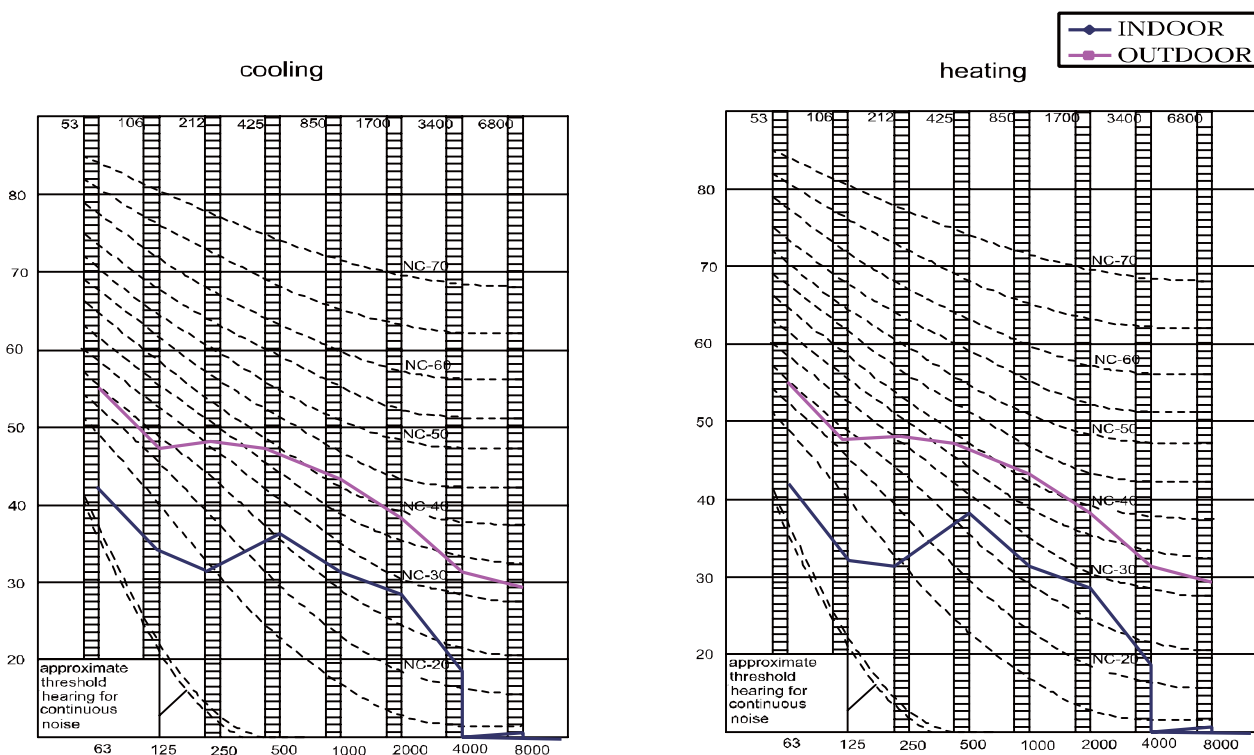 INDOOR
OUTDOOR
cooling
53 106 212 425 850 1700 3400 6800
80
70
60
50
40
30
20
NC-70
NC-60
NC-50
NC-40
NC-30
NC-20
approximate
threshold
hearing for
continuous
noise
63 125 250 500 1000 2000 4000 8000
heating
53 106 212 425 850 1700 3400 6800
80
70
60
50
40
30
20
NC-70
NC-60
NC-50
NC-40
NC-30
NC-20
approximate
threshold
hearing for
continuous
noise
63 125 250 500 1000 2000 4000 8000